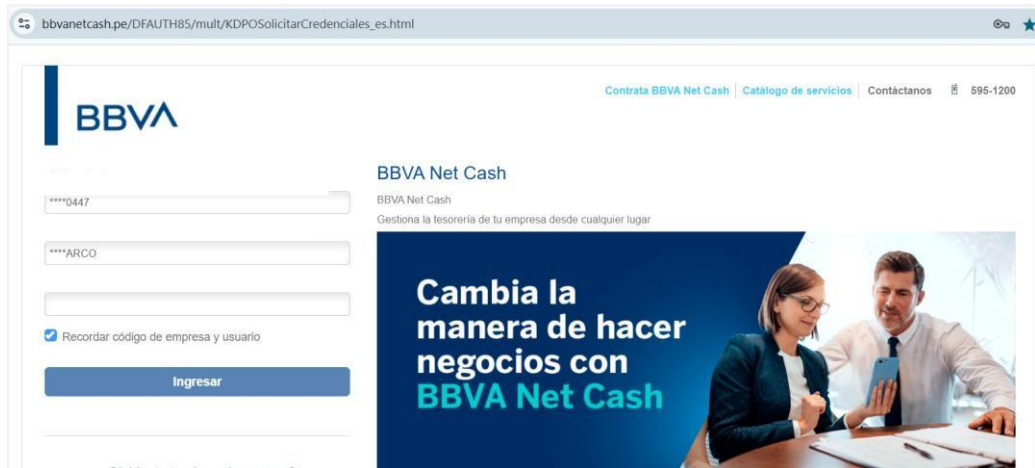 bbvanetcash.pe/DFAUTH85/mult/KDPOSolicitarCredenciales_es.html
Contrata BBVA Net Cash | Catálogo de servicios | Contáctanos 595-1200
BBVA
BBVA Net Cash
BBVA Net Cash
Gestiona la tesorería de tu empresa desde cualquier lugar
****0447
****ARCO
Recordar código de empresa y usuario
Ingresar
Cambia la
manera de hacer
negocios con
BBVA Net Cash